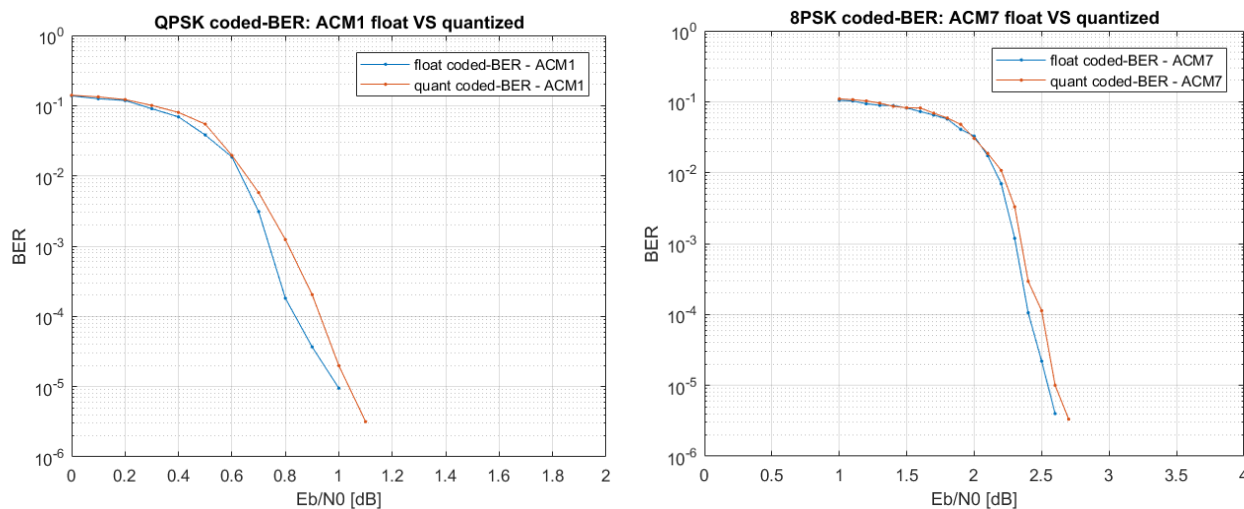 QPSK coded-BER: ACM1 float VS quantized
10^0
10^-1
10^-2
10^-3
10^-4
10^-5
10^-6
BER
float coded-BER - ACM1
quant coded-BER - ACM1
0 0.2 0.4 0.6 0.8 1 1.2 1.4 1.6 1.8 2
Eb/N0 [dB]
8PSK coded-BER: ACM7 float VS quantized
10^0
10^-1
10^-2
10^-3
10^-4
10^-5
10^-6
BER
float coded-BER - ACM7
quant coded-BER - ACM7
0 0.5 1 1.5 2 2.5 3 3.5 4
Eb/N0 [dB]